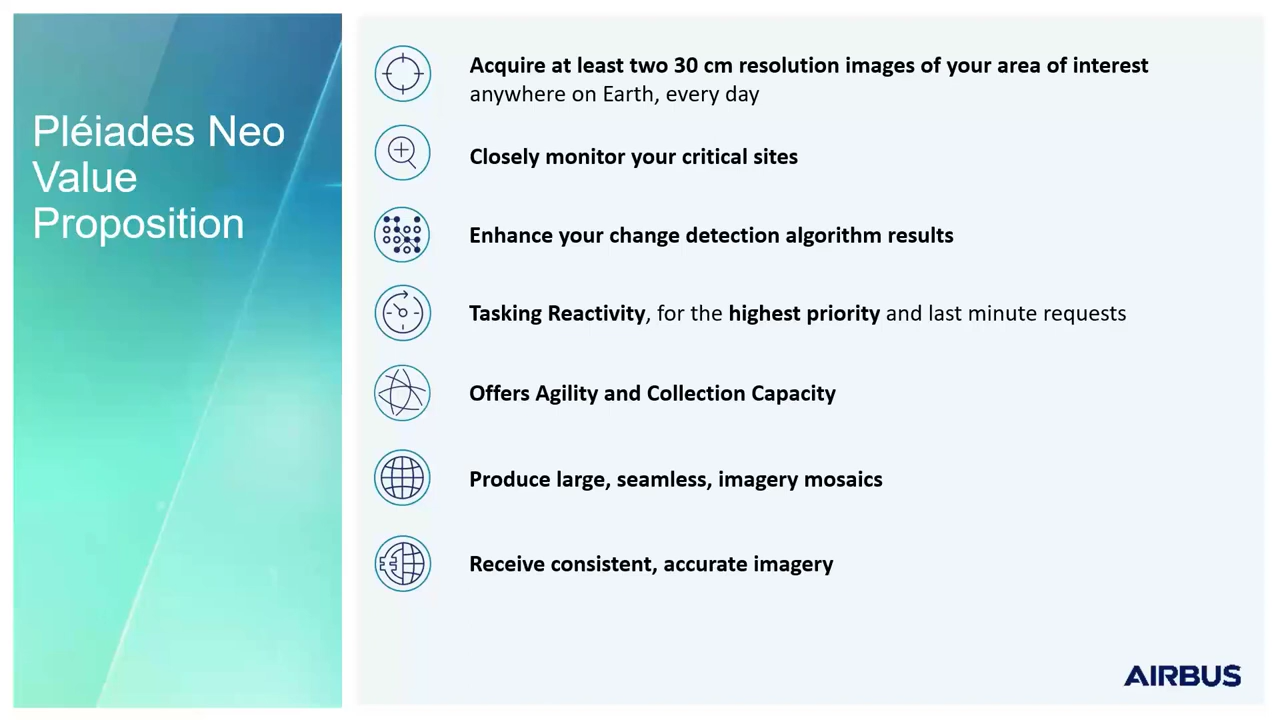 Pléiades Neo
Value
Proposition
Acquire at least two 30 cm resolution images of your area of interest
anywhere on Earth, every day
Closely monitor your critical sites
Enhance your change detection algorithm results
Tasking Reactivity, for the highest priority and last minute requests
Offers Agility and Collection Capacity
Produce large, seamless, imagery mosaics
Receive consistent, accurate imagery
AIRBUS